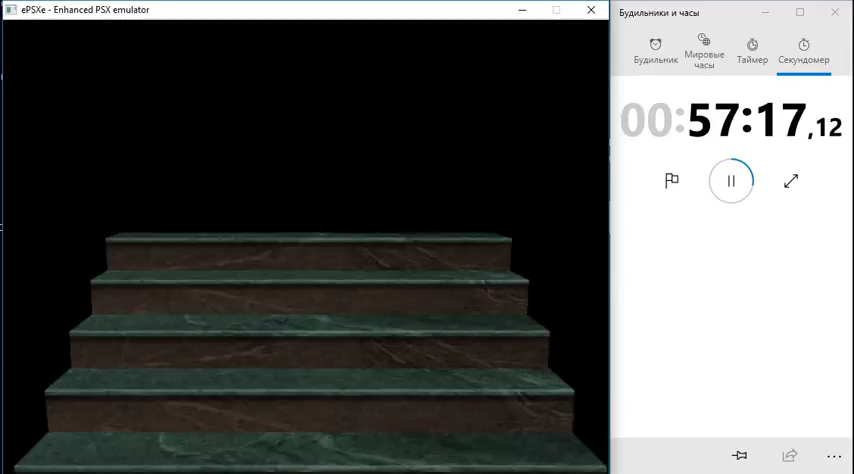 ePSXe - Enhanced PSX emulator
Будильники и часы
Будильник
Мировые
часы
Таймер
Секундомер
00:57:17,12